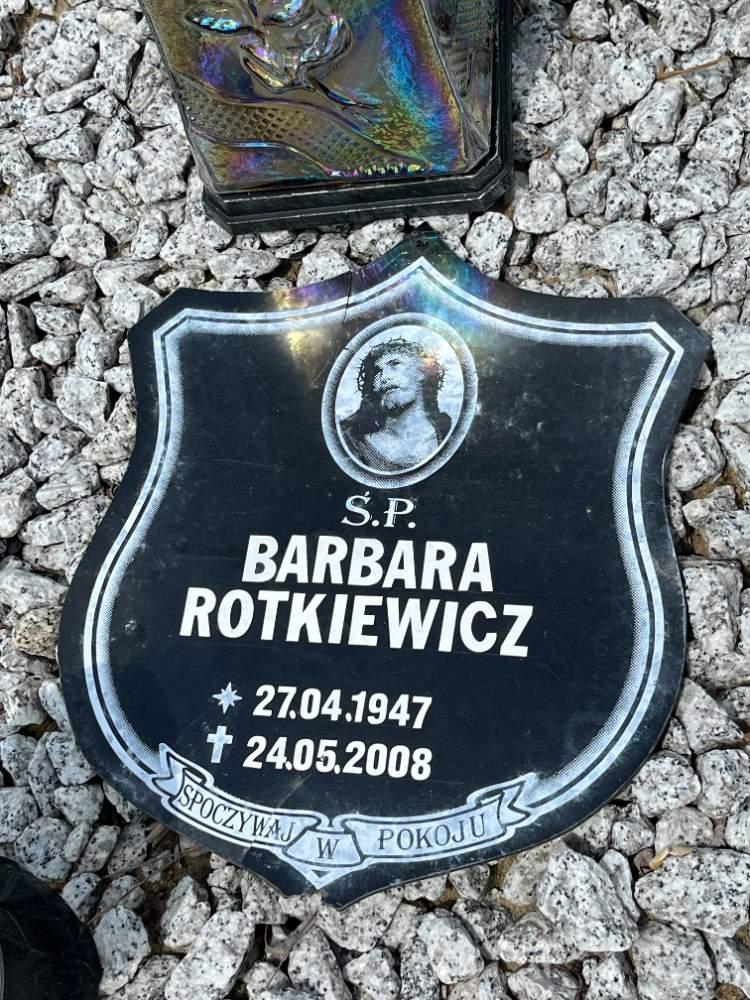 Ś.P.
BARBARA
ROTKIEWICZ
27.04.1947
24.05.2008
SPOCZYWAJ W POKOJU